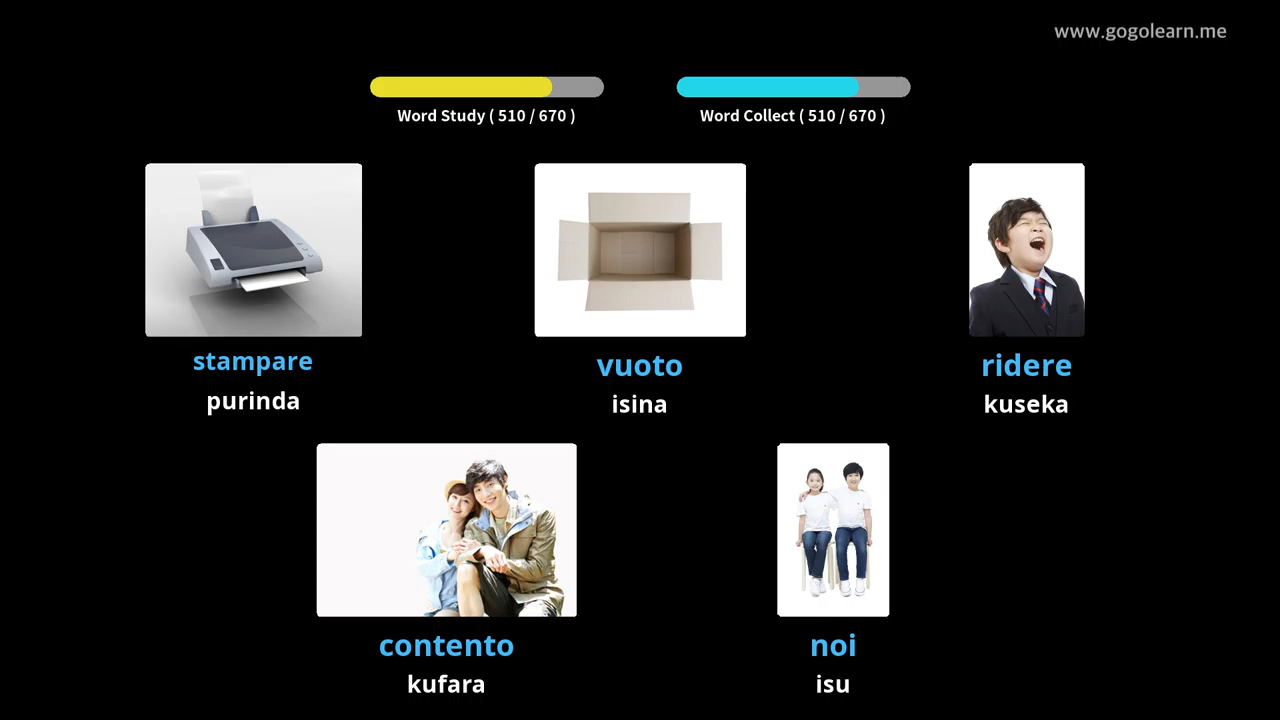 www.gogolearn.me
Word Study ( 510 / 670 )
Word Collect ( 510 / 670 )
stampare
purinda
vuoto
isina
ridere
kuseka
contento
kufara
noi
isu